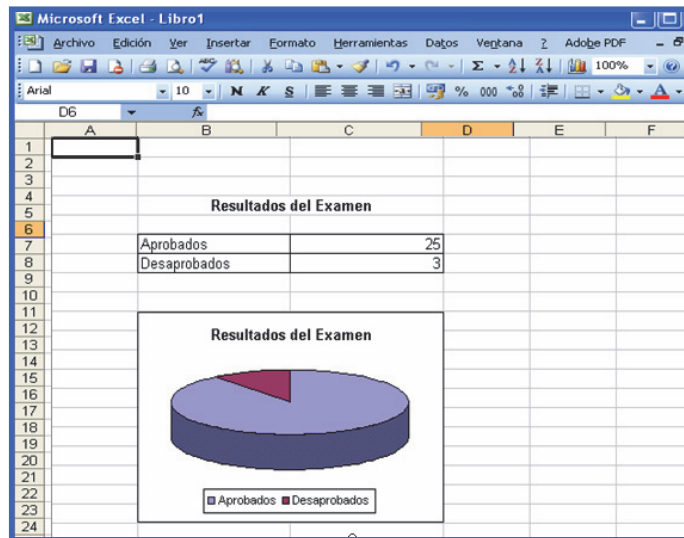 Microsoft Excel - Libro1
Archivo Edición Ver Insertar Formato Herramientas Datos Ventana ? Adobe PDF
100%
Arial 10 N K S % 000
D6 fx
A B C D E F
1
2
3
4
Resultados del Examen
5
6
7 Aprobados 25
8 Desaprobados 3
9
10
11
12
Resultados del Examen
13
14
15
16
17
18
19
20
21
22
Aprobados Desaprobados
23
24